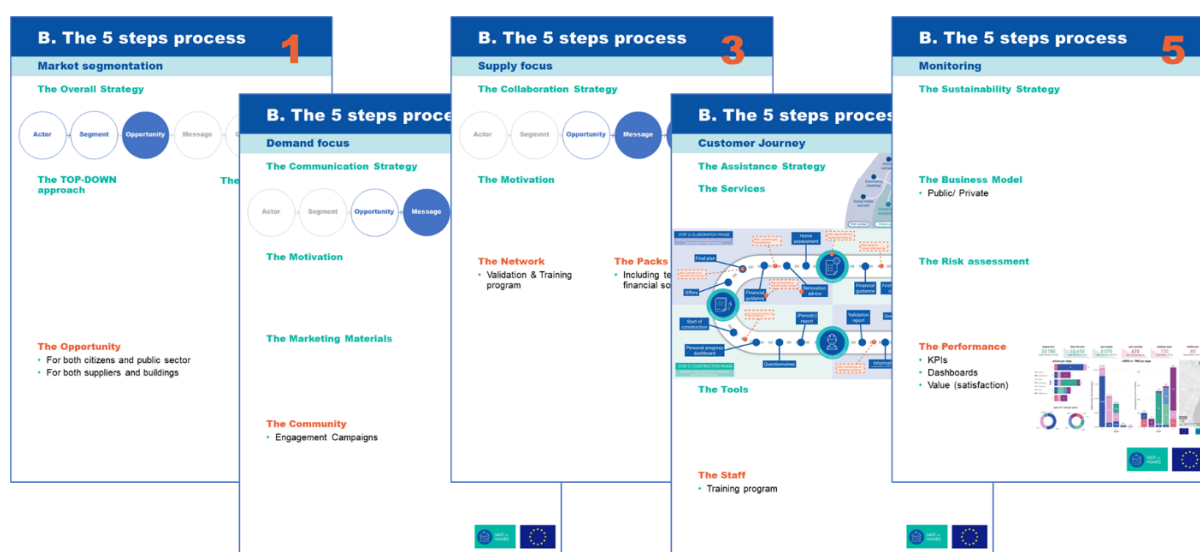 B. The 5 steps process
1
Market segmentation
The Overall Strategy
Actor
Segment
Opportunity
Message
The TOP-DOWN
approach
The
The Opportunity
• For both citizens and public sector
• For both suppliers and buildings
B. The 5 steps proce
Demand focus
The Communication Strategy
Actor
Segment
Opportunity
Message
The Motivation
The Marketing Materials
The Community
• Engagement Campaigns
B. The 5 steps process
3
Supply focus
The Collaboration Strategy
Actor
Segment
Opportunity
Message
The Motivation
The Network
• Validation & Training
program
The Packs
• Including te
financial so
B. The 5 steps proces
Customer Journey
The Assistance Strategy
The Services
Home
assessment
Final plan
Offers
Financial
guidance
Renovation
advice
Financial
guidance
Start of
construction
(Periodic)
report
Validation
report
Personal progress
dashboard
Questionnaires
The Tools
The Staff
• Training program
B. The 5 steps process
5
Monitoring
The Sustainability Strategy
The Business Model
• Public/ Private
The Risk assessment
The Performance
• KPIs
• Dashboards
• Value (satisfaction)